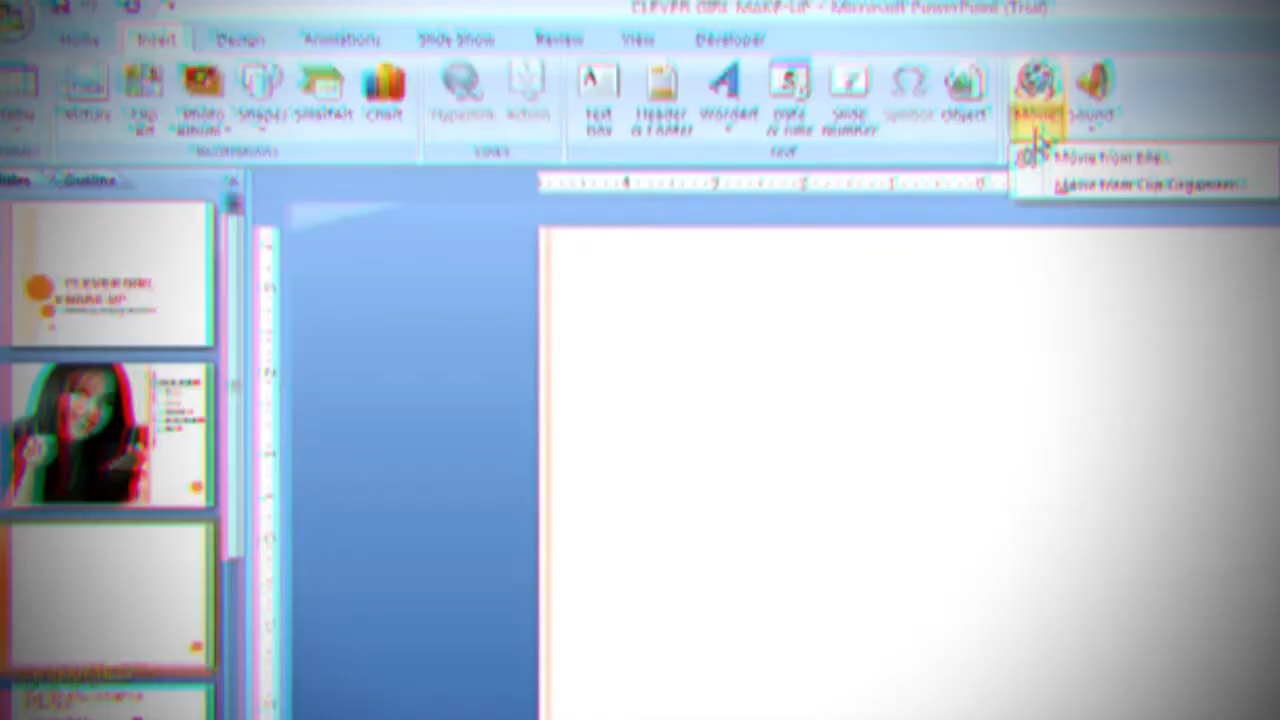 CLEVER GIRL MAKE-UP - Microsoft PowerPoint (Trial)
Home Insert Design Animations Slide Show Review View Developer
Picture Clip Art Photo Album Shapes SmartArt Chart Hyperlink Action Text Box Header & Footer WordArt Date & Time Slide Number Symbol Object Movie Sound
Illustrations Links Text
Movie from File...
Movie from Clip Organizer...
Slides Outline
CLEVER GIRL
MAKE-UP